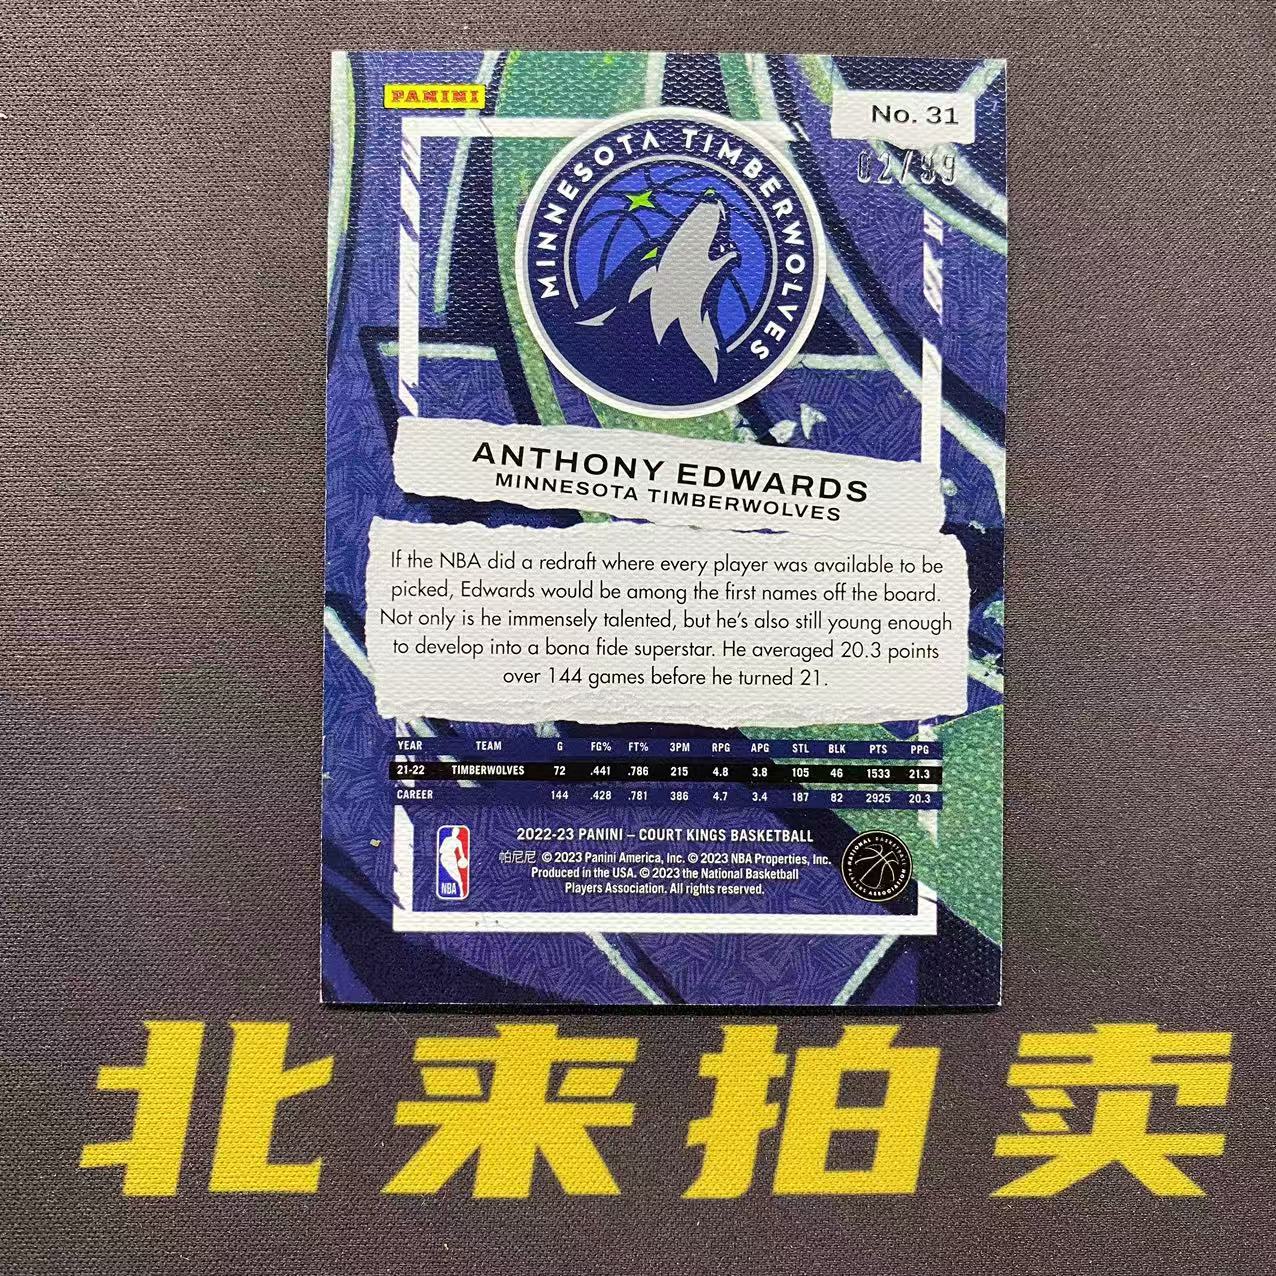 PANINI
No. 31
02/99
MINNESOTA TIMBERWOLVES
ANTHONY EDWARDS
MINNESOTA TIMBERWOLVES
If the NBA did a redraft where every player was available to be
picked, Edwards would be among the first names off the board.
Not only is he immensely talented, but he's also still young enough
to develop into a bona fide superstar. He averaged 20.3 points
over 144 games before he turned 21.
YEAR TEAM G FG% FT% 3PM RPG APG STL BLK PTS PPG
21-22 TIMBERWOLVES 72 .441 .786 215 4.8 3.8 105 46 1533 21.3
CAREER 144 .428 .781 386 4.7 3.4 187 82 2925 20.3
2022-23 PANINI – COURT KINGS BASKETBALL
帕尼尼 © 2023 Panini America, Inc. © 2023 NBA Properties, Inc.
Produced in the USA. © 2023 the National Basketball
Players Association. All rights reserved.
NBA
NATIONAL BASKETBALL PLAYERS ASSOCIATION
北来拍卖